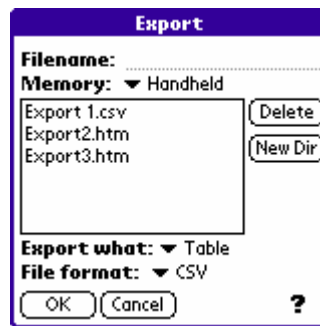 Export
Filename:
Memory: Handheld
Export 1.csv
Export2.htm
Export3.htm
Delete
New Dir
Export what: Table
File format: CSV
OK Cancel ?